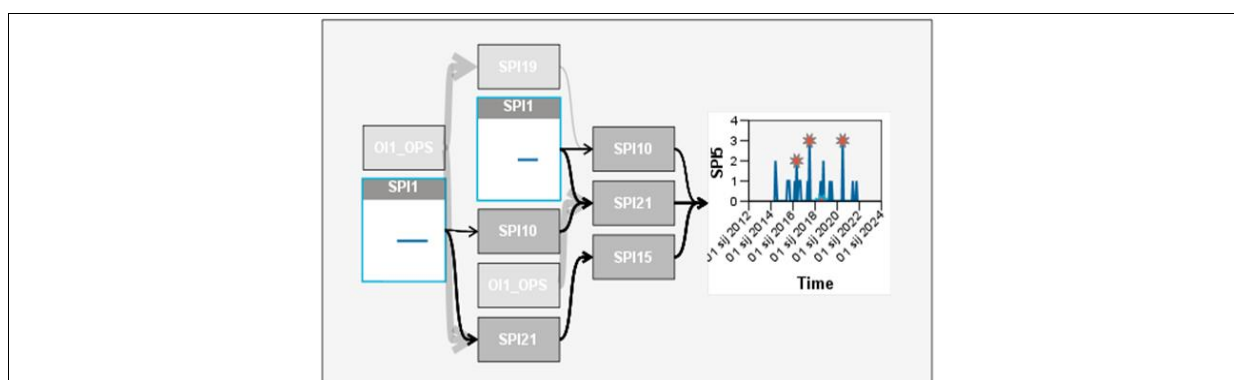 SPI19
SPI1
OI1_OPS
SPI1
SPI10
SPI10
SPI21
OI1_OPS
SPI15
SPI21
4
3
2
1
0
SPI5
01 sij 2012
01 sij 2014
01 sij 2016
01 sij 2018
01 sij 2020
01 sij 2022
01 sij 2024
Time